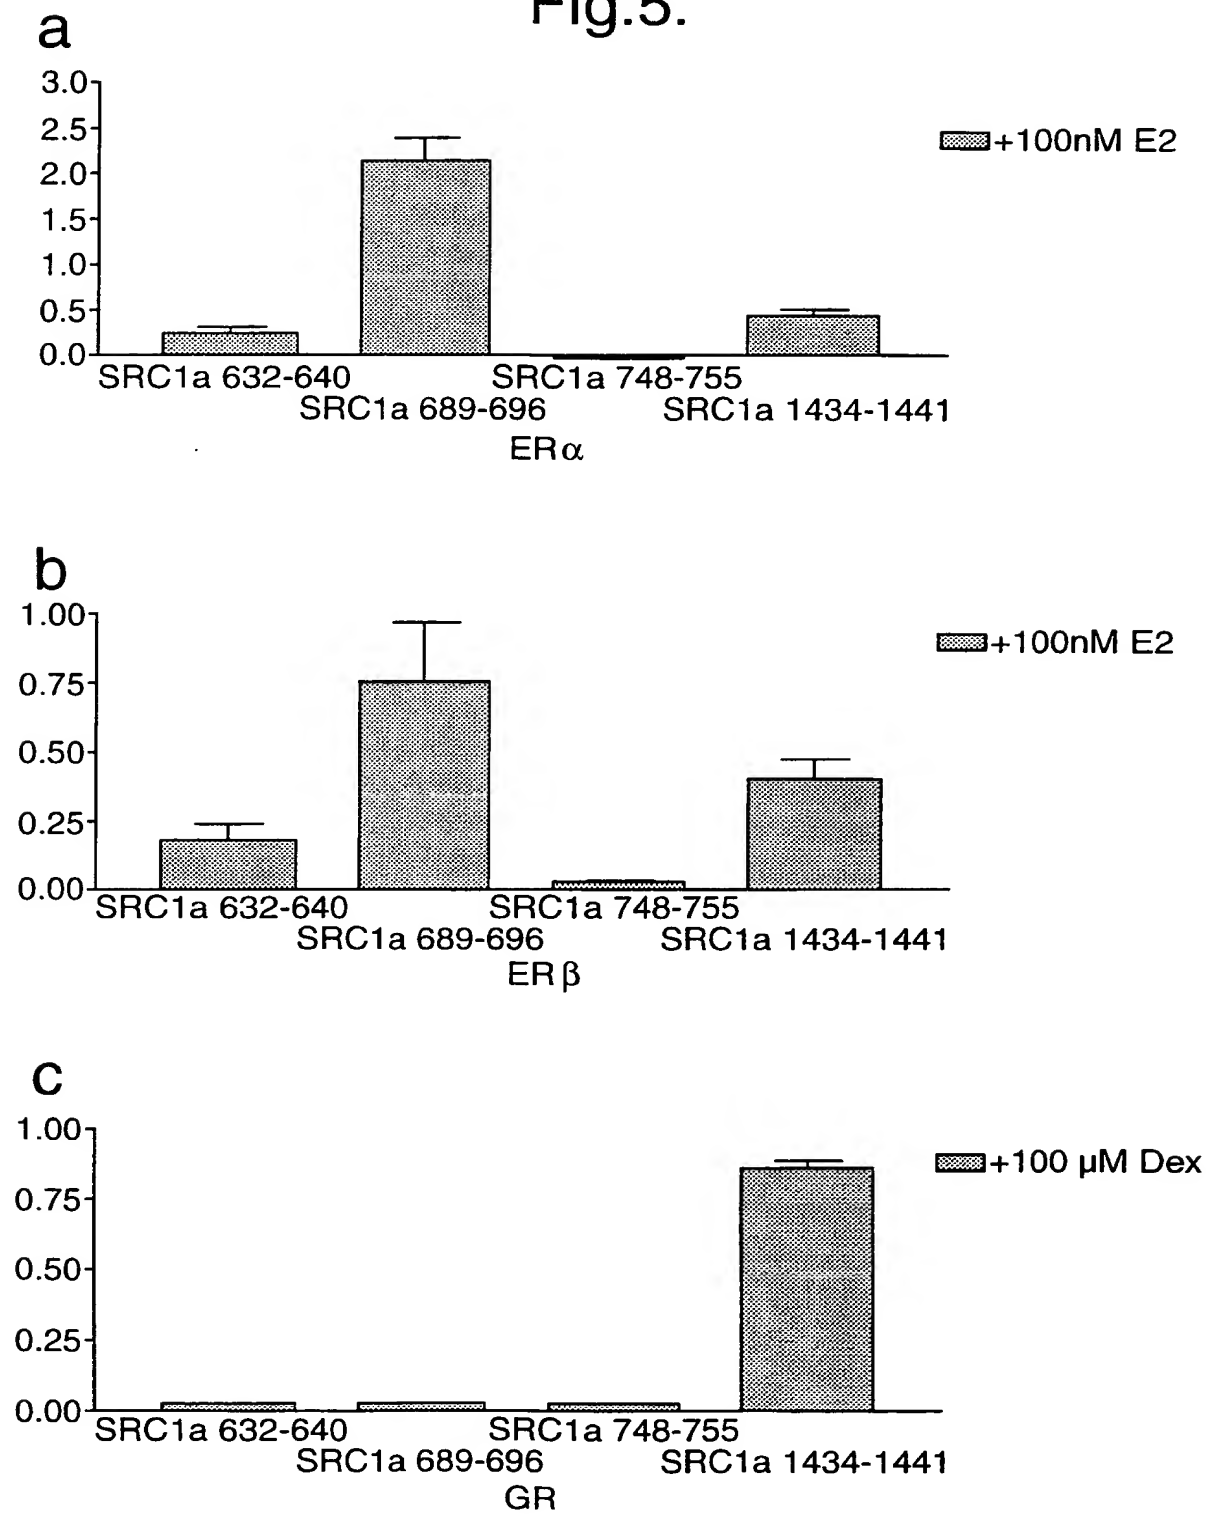 Fig.5.
a
3.0
2.5
2.0
1.5
1.0
0.5
0.0
+100nM E2
SRC1a 632-640
SRC1a 748-755
SRC1a 689-696
SRC1a 1434-1441
ERα
b
1.00
0.75
0.50
0.25
0.00
+100nM E2
SRC1a 632-640
SRC1a 748-755
SRC1a 689-696
SRC1a 1434-1441
ER β
c
1.00
0.75
0.50
0.25
0.00
+100 µM Dex
SRC1a 632-640
SRC1a 748-755
SRC1a 689-696
SRC1a 1434-1441
GR